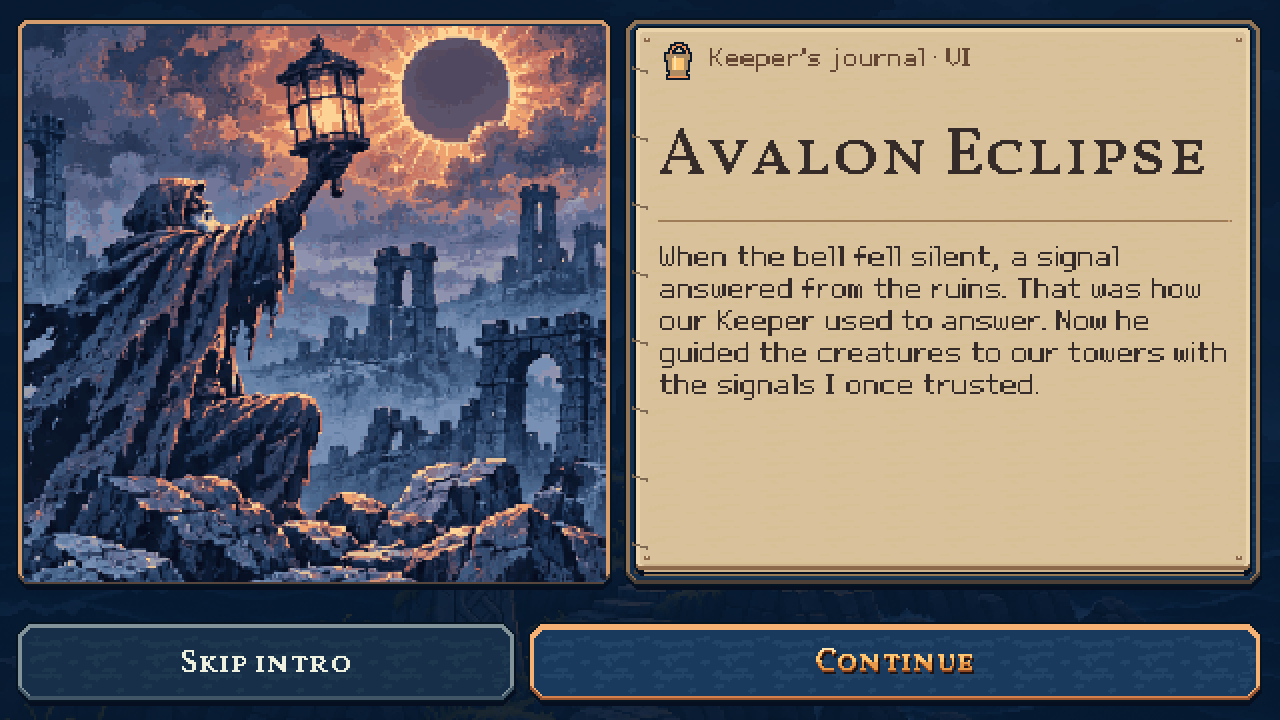 Keeper's journal · VI
Avalon Eclipse
When the bell fell silent, a signal
answered from the ruins. That was how
our Keeper used to answer. Now he
guided the creatures to our towers with
the signals I once trusted.
Skip intro
Continue